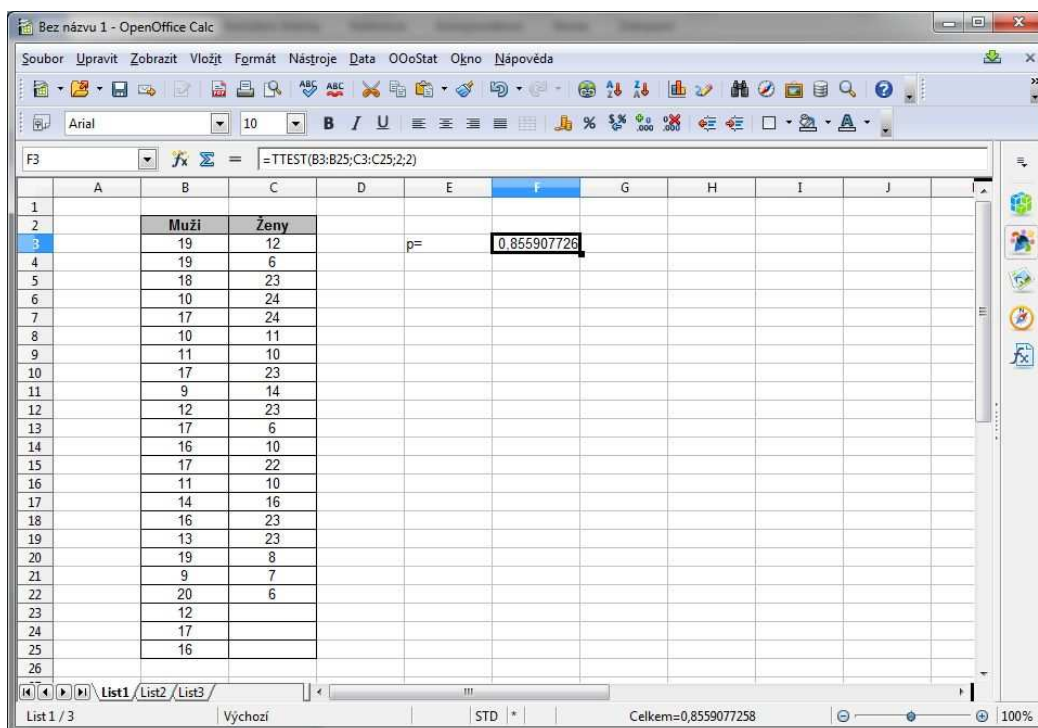 Bez názvu 1 - OpenOffice Calc
Soubor Upravit Zobrazit Vložit Formát Nástroje Data OOoStat Okno Nápověda
Arial 10 B I U
F3 =TTEST(B3:B25;C3:C25;2;2)
A B C D E F G H I J
1
2 Muži Ženy
3 19 12 p= 0,855907726
4 19 6
5 18 23
6 10 24
7 17 24
8 10 11
9 11 10
10 17 23
11 9 14
12 12 23
13 17 6
14 16 10
15 17 22
16 11 10
17 14 16
18 16 23
19 13 23
20 19 8
21 9 7
22 20 6
23 12
24 17
25 16
26
List1 List2 List3
List 1 / 3 Výchozí STD * Celkem=0,8559077258 100%